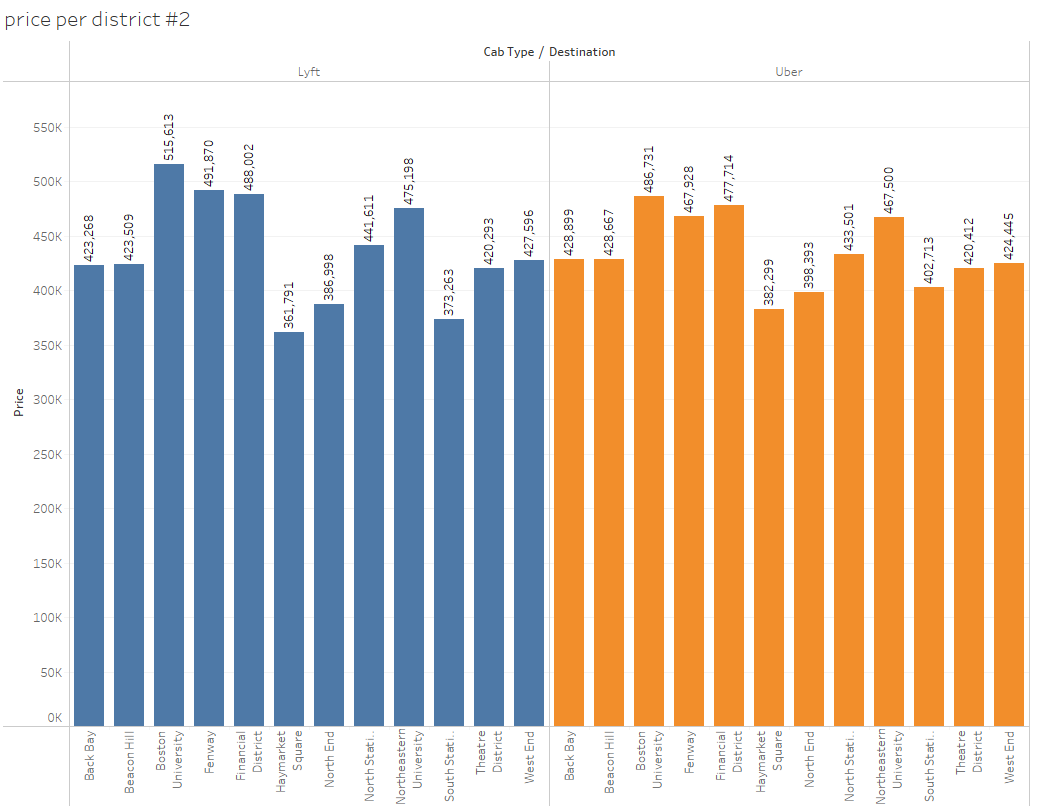 price per district #2
Cab Type / Destination
Lyft
Uber
Price
550K
500K
450K
400K
350K
300K
250K
200K
150K
100K
50K
0K
423,268
423,509
515,613
491,870
488,002
361,791
386,998
441,611
475,198
373,263
420,293
427,596
428,899
428,667
486,731
467,928
477,714
382,299
398,393
433,501
467,500
402,713
420,412
424,445
Back Bay
Beacon Hill
Boston
University
Fenway
Financial
District
Haymarket
Square
North End
North Stati..
Northeastern
University
South Stati..
Theatre
District
West End
Back Bay
Beacon Hill
Boston
University
Fenway
Financial
District
Haymarket
Square
North End
North Stati..
Northeastern
University
South Stati..
Theatre
District
West End